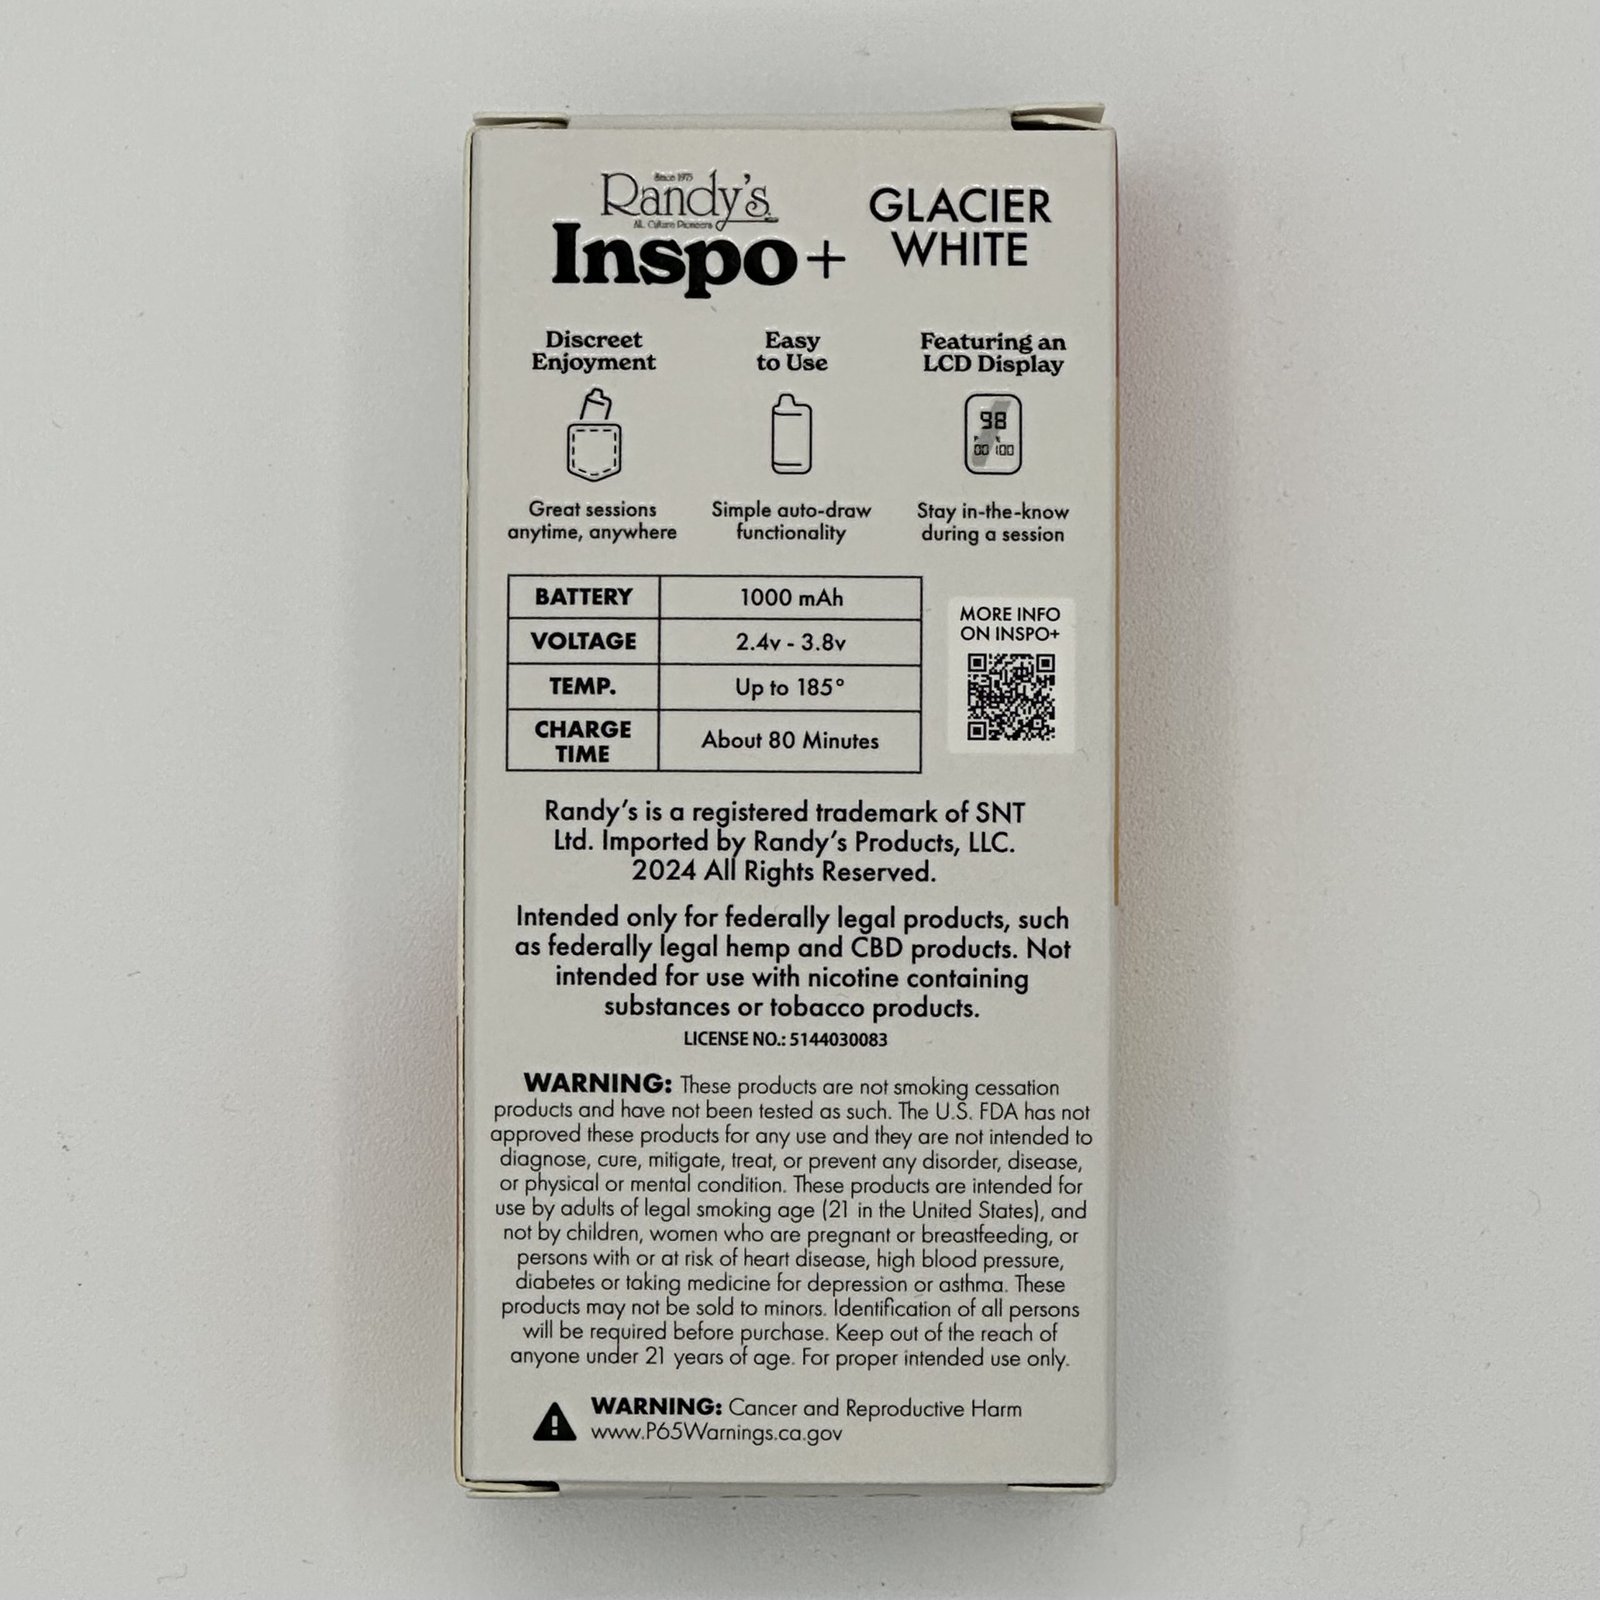 Since 1975
Randy's
Inspo+
GLACIER
WHITE
Discreet
Enjoyment
Great sessions
anytime, anywhere
Easy
to Use
Simple auto-draw
functionality
Featuring an
LCD Display
98
00 100
Stay in-the-know
during a session
BATTERY 1000 mAh
VOLTAGE 2.4v - 3.8v
TEMP. Up to 185°
CHARGE
TIME
About 80 Minutes
MORE INFO
ON INSPO+
Randy's is a registered trademark of SNT
Ltd. Imported by Randy's Products, LLC.
2024 All Rights Reserved.
Intended only for federally legal products, such
as federally legal hemp and CBD products. Not
intended for use with nicotine containing
substances or tobacco products.
LICENSE NO.: 5144030083
WARNING: These products are not smoking cessation
products and have not been tested as such. The U.S. FDA has not
approved these products for any use and they are not intended to
diagnose, cure, mitigate, treat, or prevent any disorder, disease,
or physical or mental condition. These products are intended for
use by adults of legal smoking age (21 in the United States), and
not by children, women who are pregnant or breastfeeding, or
persons with or at risk of heart disease, high blood pressure,
diabetes or taking medicine for depression or asthma. These
products may not be sold to minors. Identification of all persons
will be required before purchase. Keep out of the reach of
anyone under 21 years of age. For proper intended use only.
WARNING: Cancer and Reproductive Harm
www.P65Warnings.ca.gov